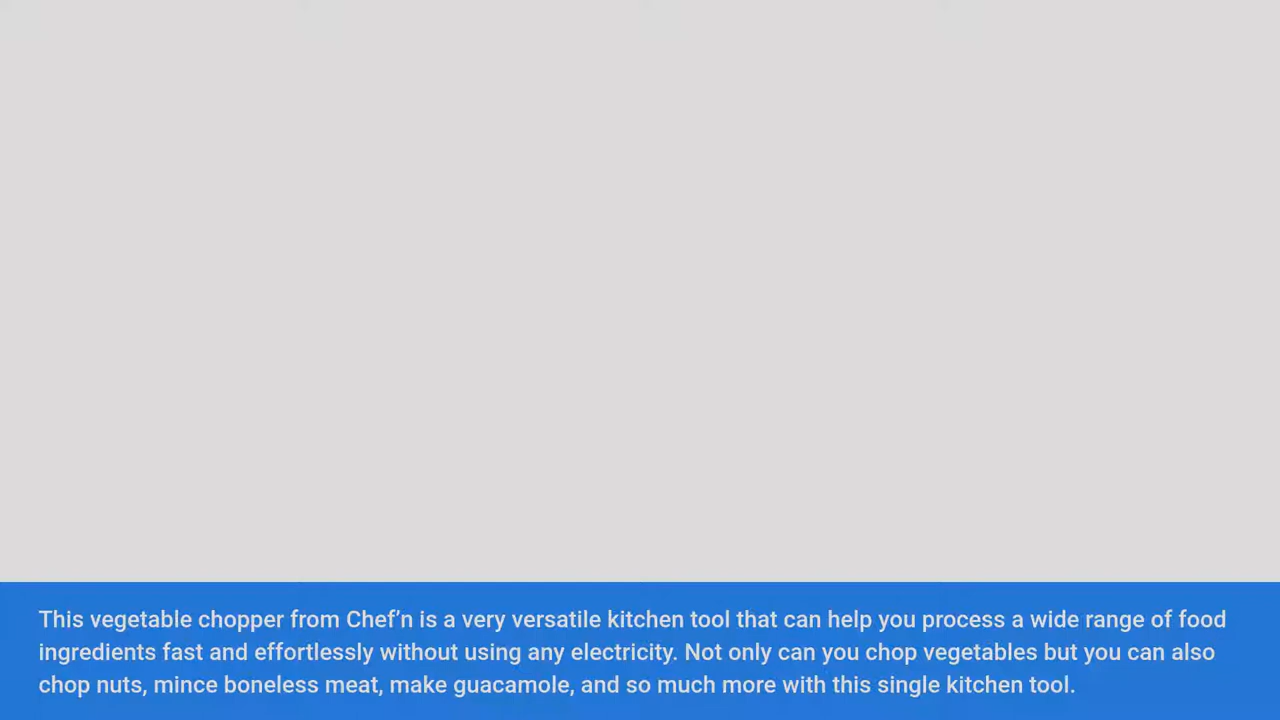 This vegetable chopper from Chef’n is a very versatile kitchen tool that can help you process a wide range of food
ingredients fast and effortlessly without using any electricity. Not only can you chop vegetables but you can also
chop nuts, mince boneless meat, make guacamole, and so much more with this single kitchen tool.